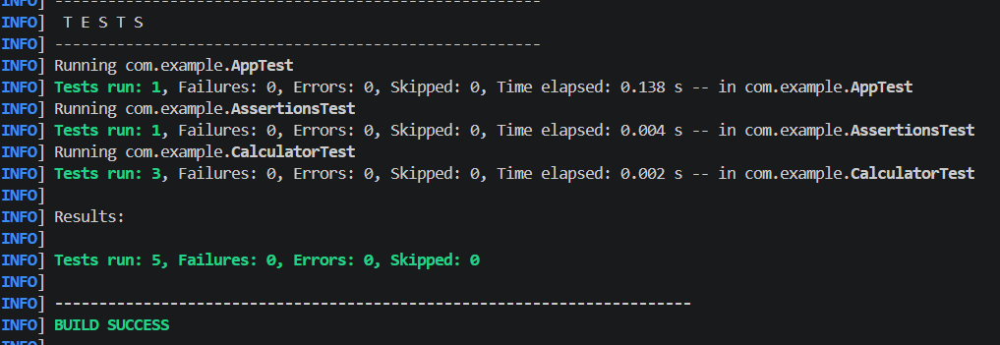 INFO] -------------------------------------------------------
INFO]  T E S T S
INFO] -------------------------------------------------------
INFO] Running com.example.AppTest
INFO] Tests run: 1, Failures: 0, Errors: 0, Skipped: 0, Time elapsed: 0.138 s -- in com.example.AppTest
INFO] Running com.example.AssertionsTest
INFO] Tests run: 1, Failures: 0, Errors: 0, Skipped: 0, Time elapsed: 0.004 s -- in com.example.AssertionsTest
INFO] Running com.example.CalculatorTest
INFO] Tests run: 3, Failures: 0, Errors: 0, Skipped: 0, Time elapsed: 0.002 s -- in com.example.CalculatorTest
INFO]
INFO] Results:
INFO]
INFO] Tests run: 5, Failures: 0, Errors: 0, Skipped: 0
INFO]
INFO] ------------------------------------------------------------------------
INFO] BUILD SUCCESS
INFO]